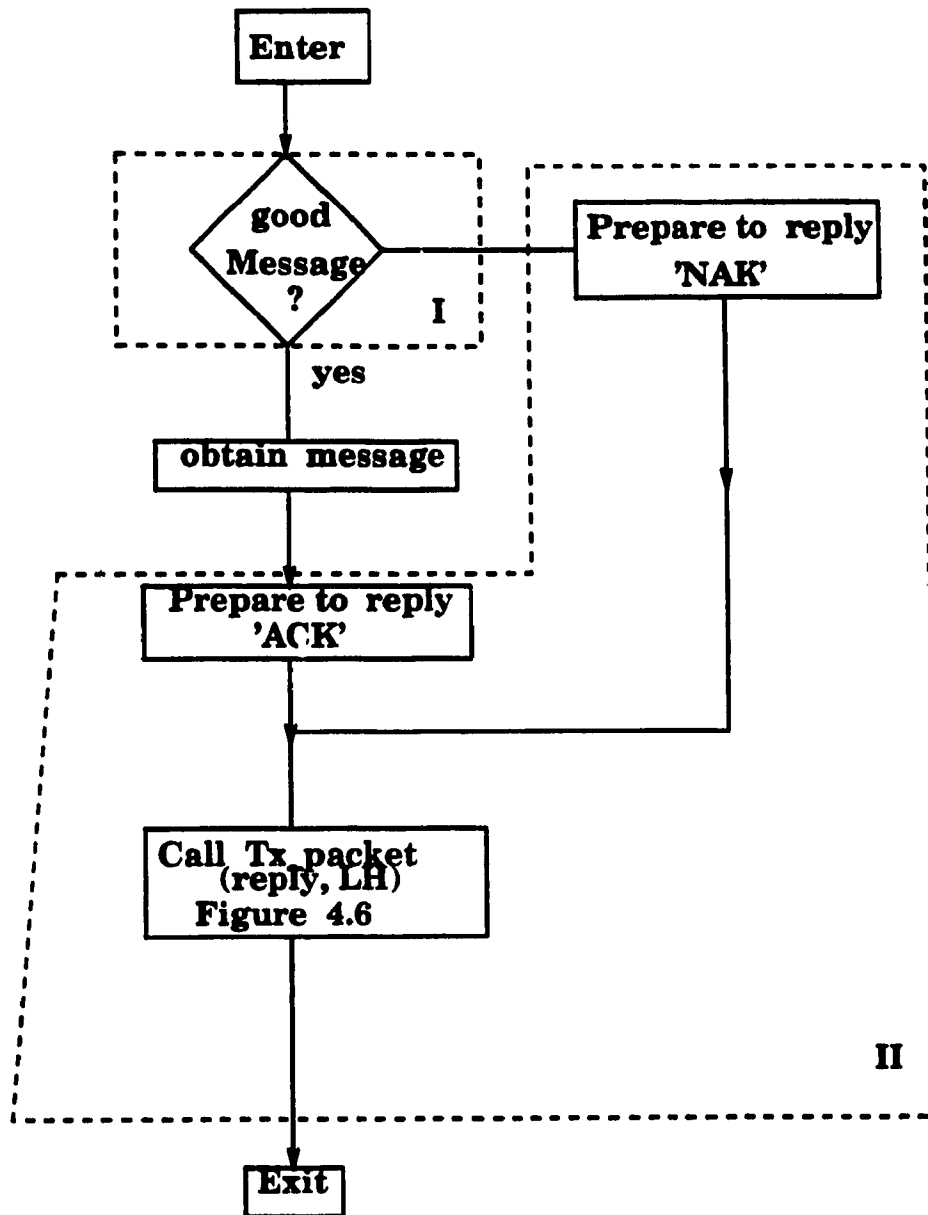 Enter
good
Message
?
I
Prepare to reply
'NAK'
yes
obtain message
Prepare to reply
'ACK'
Call Tx packet
(reply, LH)
Figure 4.6
II
Exit